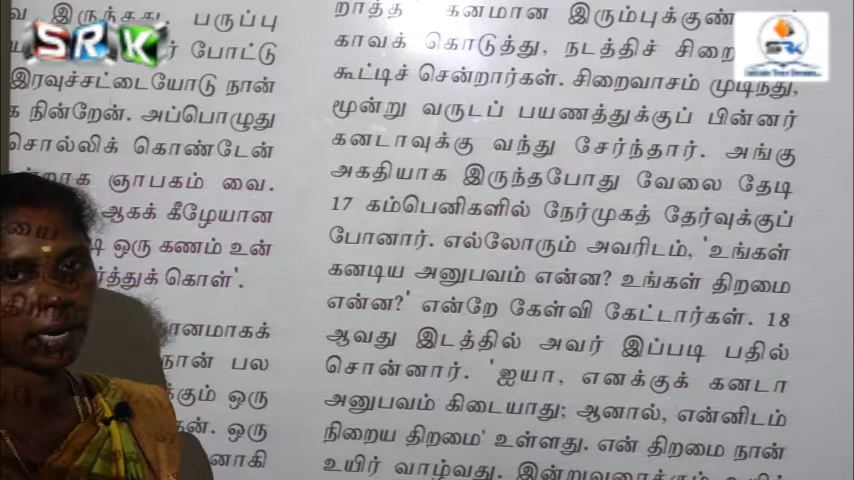 வ இருந்தது. பருப்பு
போட்டு
இரவுச்சட்டையோடு நான்
க நின்றேன். அப்பொழுது
சொல்லிக் கொண்டேன்
ஞாபகம் வை.
ஆகக் கீழேயான
ஒரு கணம் உன்
கொள்'.
நான் பல
ஒரு
ஒரு
SRK
SRK
கனமான
காவக் கொடுத்து, நடத்திச்
கூட்டிச் சென்றார்கள். சிறைவாசம் முடிந்து,
மூன்று வருடப் பயணத்துக்குப் பின்னர்
கனடாவுக்கு வந்து சேர்ந்தார். அங்கு
அகதியாக இருந்தபோது வேலை தேடி
17 கம்பெனிகளில் நேர்முகத் தேர்வுக்குப்
போனார். எல்லோரும் அவரிடம், 'உங்கள்
கனடிய அனுபவம் என்ன? உங்கள் திறமை
என்ன?' என்றே கேள்வி கேட்டார்கள். 18
ஆவது இடத்தில் அவர் இப்படி பதில்
சொன்னார். 'ஐயா, எனக்குக் கனடா
அனுபவம் கிடையாது; ஆனால், என்னிடம்
நிறைய திறமை' உள்ளது. என் திறமை நான்
உயிர் வாழ்வது. இன்றுவரைக்கும்